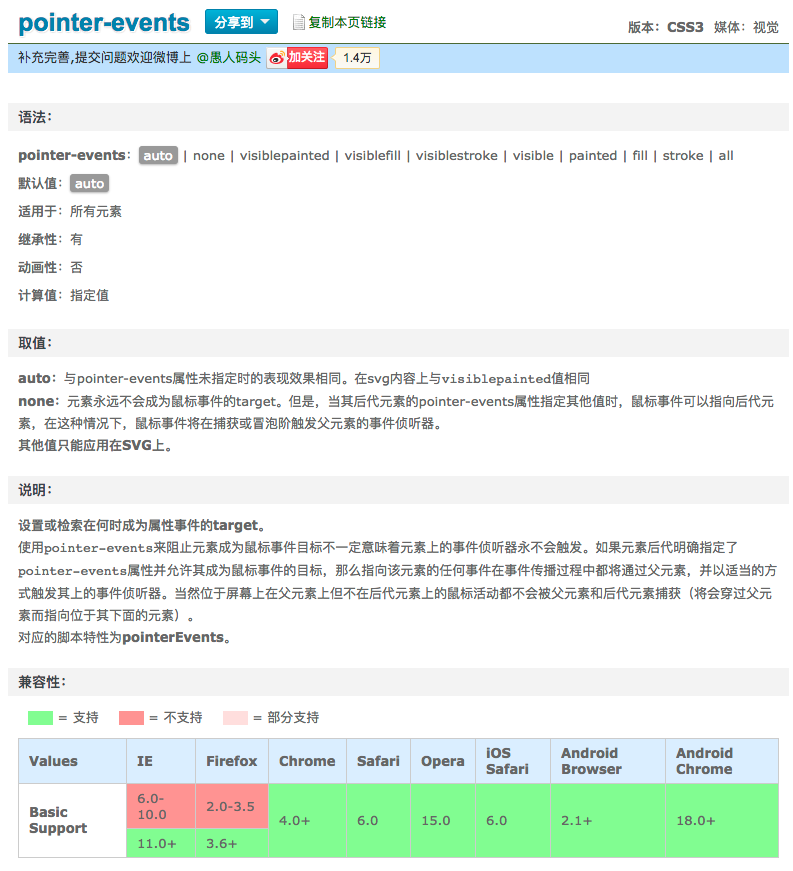 pointer-events 分享到 复制本页链接 版本：CSS3 媒体：视觉
补充完善,提交问题欢迎微博上 @愚人码头 加关注 1.4万
语法：
pointer-events：auto | none | visiblepainted | visiblefill | visiblestroke | visible | painted | fill | stroke | all
默认值：auto
适用于：所有元素
继承性：有
动画性：否
计算值：指定值
取值：
auto：与pointer-events属性未指定时的表现效果相同。在svg内容上与visiblepainted值相同
none：元素永远不会成为鼠标事件的target。但是，当其后代元素的pointer-events属性指定其他值时，鼠标事件可以指向后代元
素，在这种情况下，鼠标事件将在捕获或冒泡阶触发父元素的事件侦听器。
其他值只能应用在SVG上。
说明：
设置或检索在何时成为属性事件的target。
使用pointer-events来阻止元素成为鼠标事件目标不一定意味着元素上的事件侦听器永不会触发。如果元素后代明确指定了
pointer-events属性并允许其成为鼠标事件的目标，那么指向该元素的任何事件在事件传播过程中都将通过父元素，并以适当的方
式触发其上的事件侦听器。当然位于屏幕上在父元素上但不在后代元素上的鼠标活动都不会被父元素和后代元素捕获（将会穿过父元
素而指向位于其下面的元素）。
对应的脚本特性为pointerEvents。
兼容性：
= 支持 = 不支持 = 部分支持
Values IE Firefox Chrome Safari Opera iOS Safari Android Browser Android Chrome
Basic Support 6.0-10.0 2.0-3.5 4.0+ 6.0 15.0 6.0 2.1+ 18.0+
11.0+ 3.6+